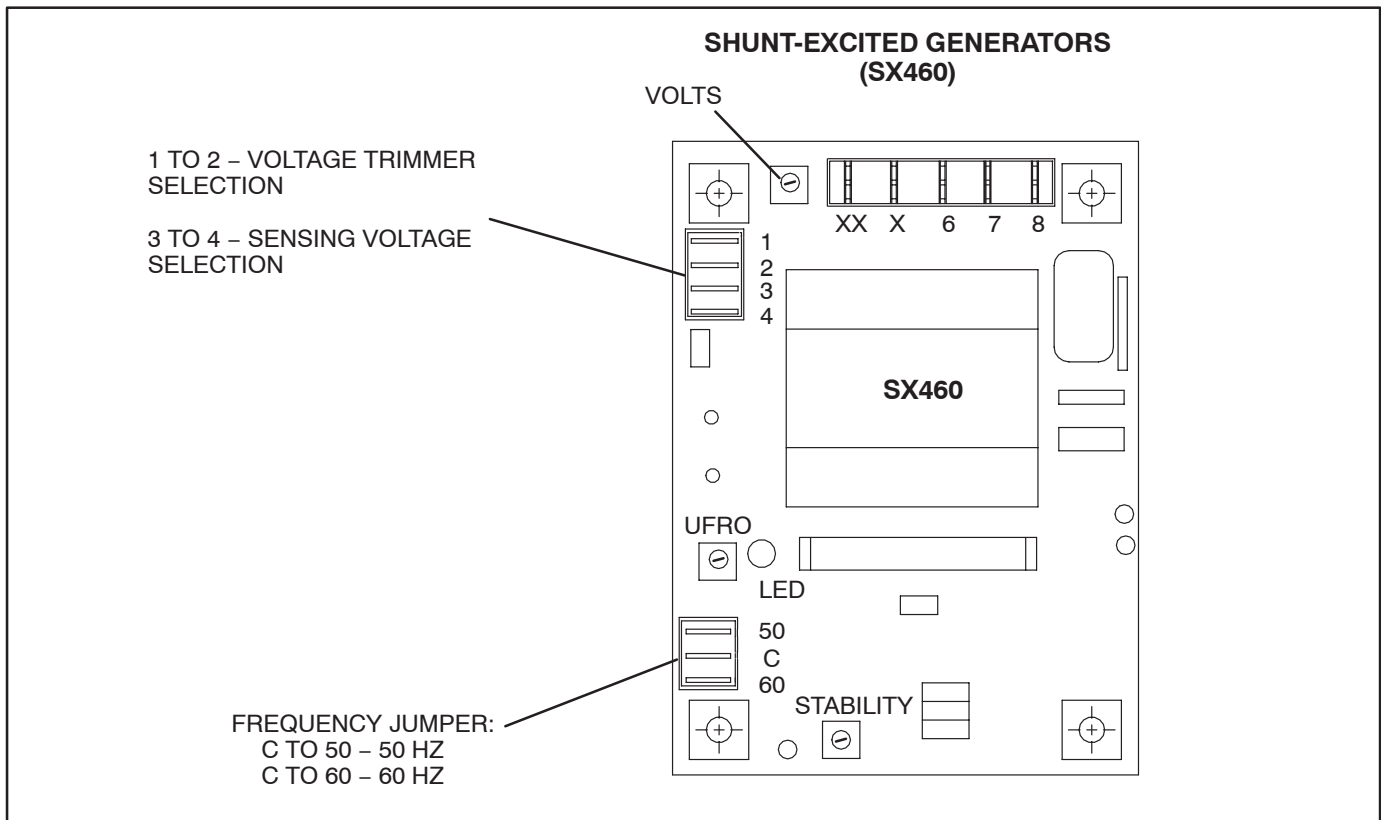 SHUNT-EXCITED GENERATORS
(SX460)
VOLTS
1 TO 2 – VOLTAGE TRIMMER
SELECTION
3 TO 4 – SENSING VOLTAGE
SELECTION
XX X 6 7 8
1
2
3
4
SX460
UFRO
LED
50
C
60
STABILITY
FREQUENCY JUMPER:
C TO 50 – 50 HZ
C TO 60 – 60 HZ